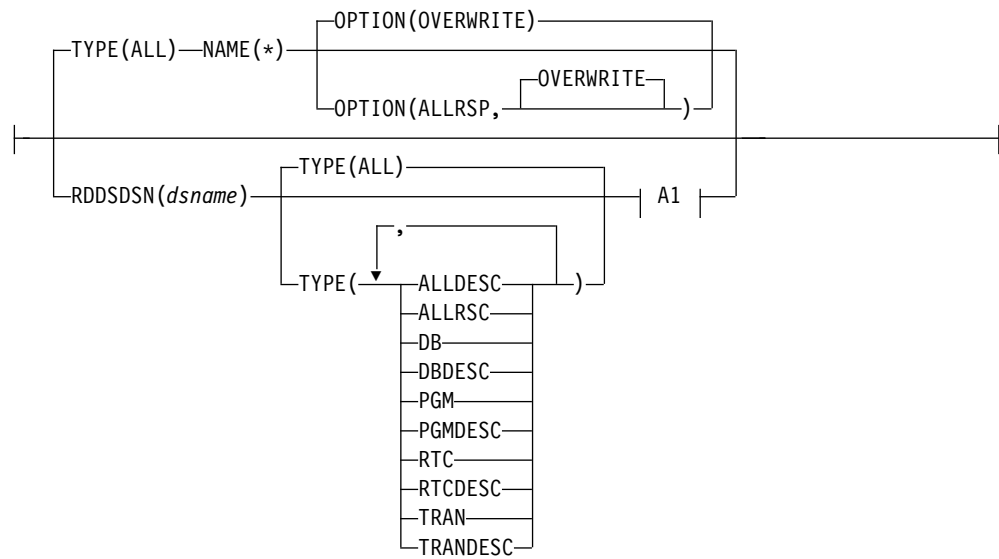 OPTION(OVERWRITE)
TYPE(ALL) NAME(*)
OVERWRITE
OPTION(ALLRSP, )
TYPE(ALL)
RDDSDSN(dsname) A1
,
TYPE( ALLDESC )
ALLRSC
DB
DBDESC
PGM
PGMDESC
RTC
RTCDESC
TRAN
TRANDESC